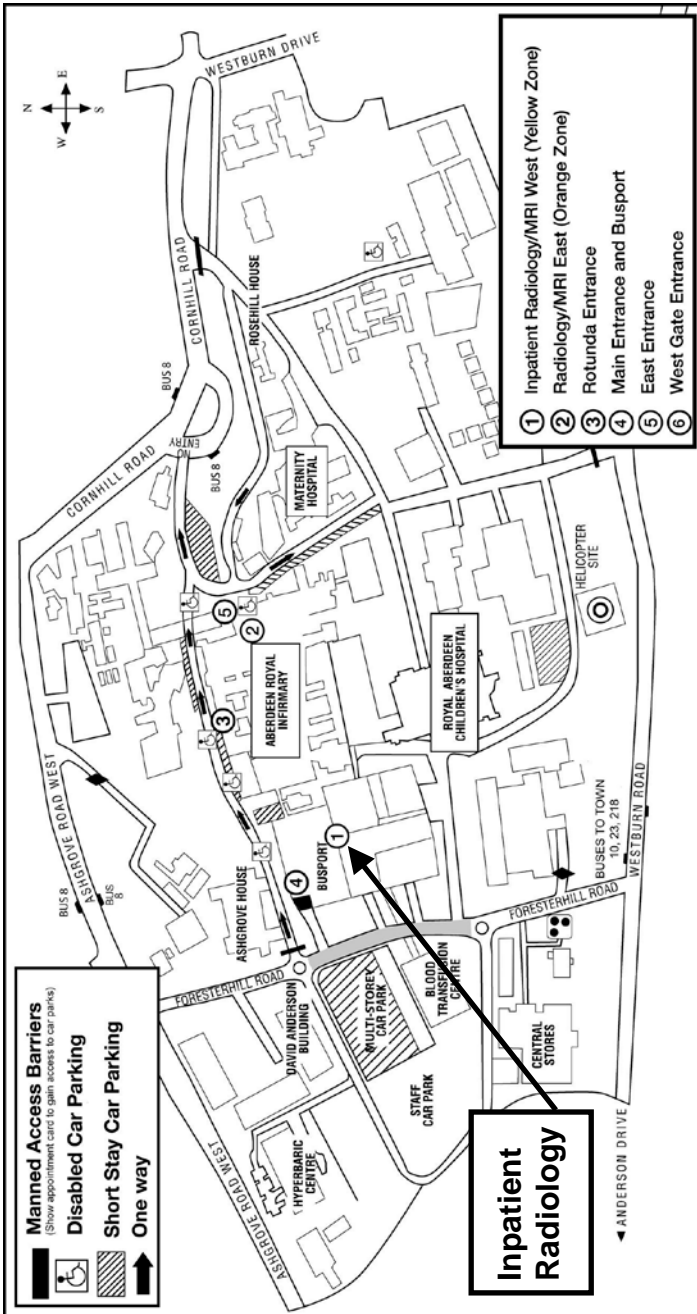 Manned Access Barriers
(Show appointment card to gain access to car parks)
Disabled Car Parking
Short Stay Car Parking
One way
N
W
E
S
WESTBURN DRIVE
CORNHILL ROAD
BUS 8
CORNHILL ROAD
NO
ENTRY
BUS 8
ROSEHILL HOUSE
MATERNITY
HOSPITAL
ASHGROVE ROAD WEST
BUS 8
BUS
8
5
2
3
ABERDEEN ROYAL
INFIRMARY
ASHGROVE HOUSE
4
BUSPORT
1
ROYAL ABERDEEN
CHILDREN'S HOSPITAL
HELICOPTER
SITE
FORESTERHILL ROAD
DAVID ANDERSON
BUILDING
MULTI-STOREY
CAR PARK
BLOOD
TRANSFUSION
CENTRE
STAFF
CAR PARK
HYPERBARIC
CENTRE
ASHGROVE ROAD WEST
CENTRAL
STORES
FORESTERHILL ROAD
BUSES TO TOWN
10, 23, 218
WESTBURN ROAD
ANDERSON DRIVE
Inpatient
Radiology
1 Inpatient Radiology/MRI West (Yellow Zone)
2 Radiology/MRI East (Orange Zone)
3 Rotunda Entrance
4 Main Entrance and Busport
5 East Entrance
6 West Gate Entrance